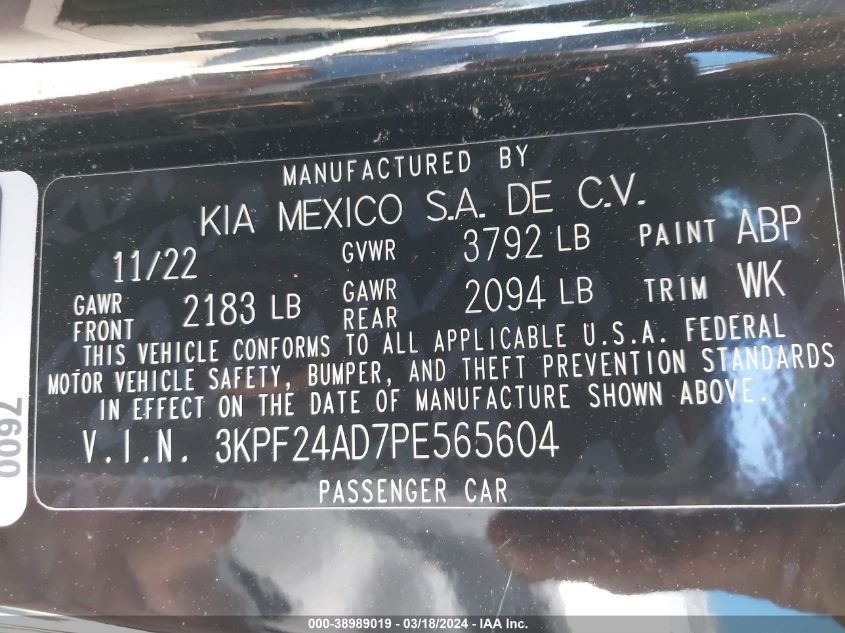 MANUFACTURED BY
KIA MEXICO S.A. DE C.V.
11/22 GVWR 3792 LB PAINT ABP
GAWR FRONT 2183 LB GAWR REAR 2094 LB TRIM WK
THIS VEHICLE CONFORMS TO ALL APPLICABLE U.S.A. FEDERAL
MOTOR VEHICLE SAFETY, BUMPER, AND THEFT PREVENTION STANDARDS
IN EFFECT ON THE DATE OF MANUFACTURE SHOWN ABOVE.
V.I.N. 3KPF24AD7PE565604
PASSENGER CAR
000-38989019 - 03/18/2024 - IAA Inc.